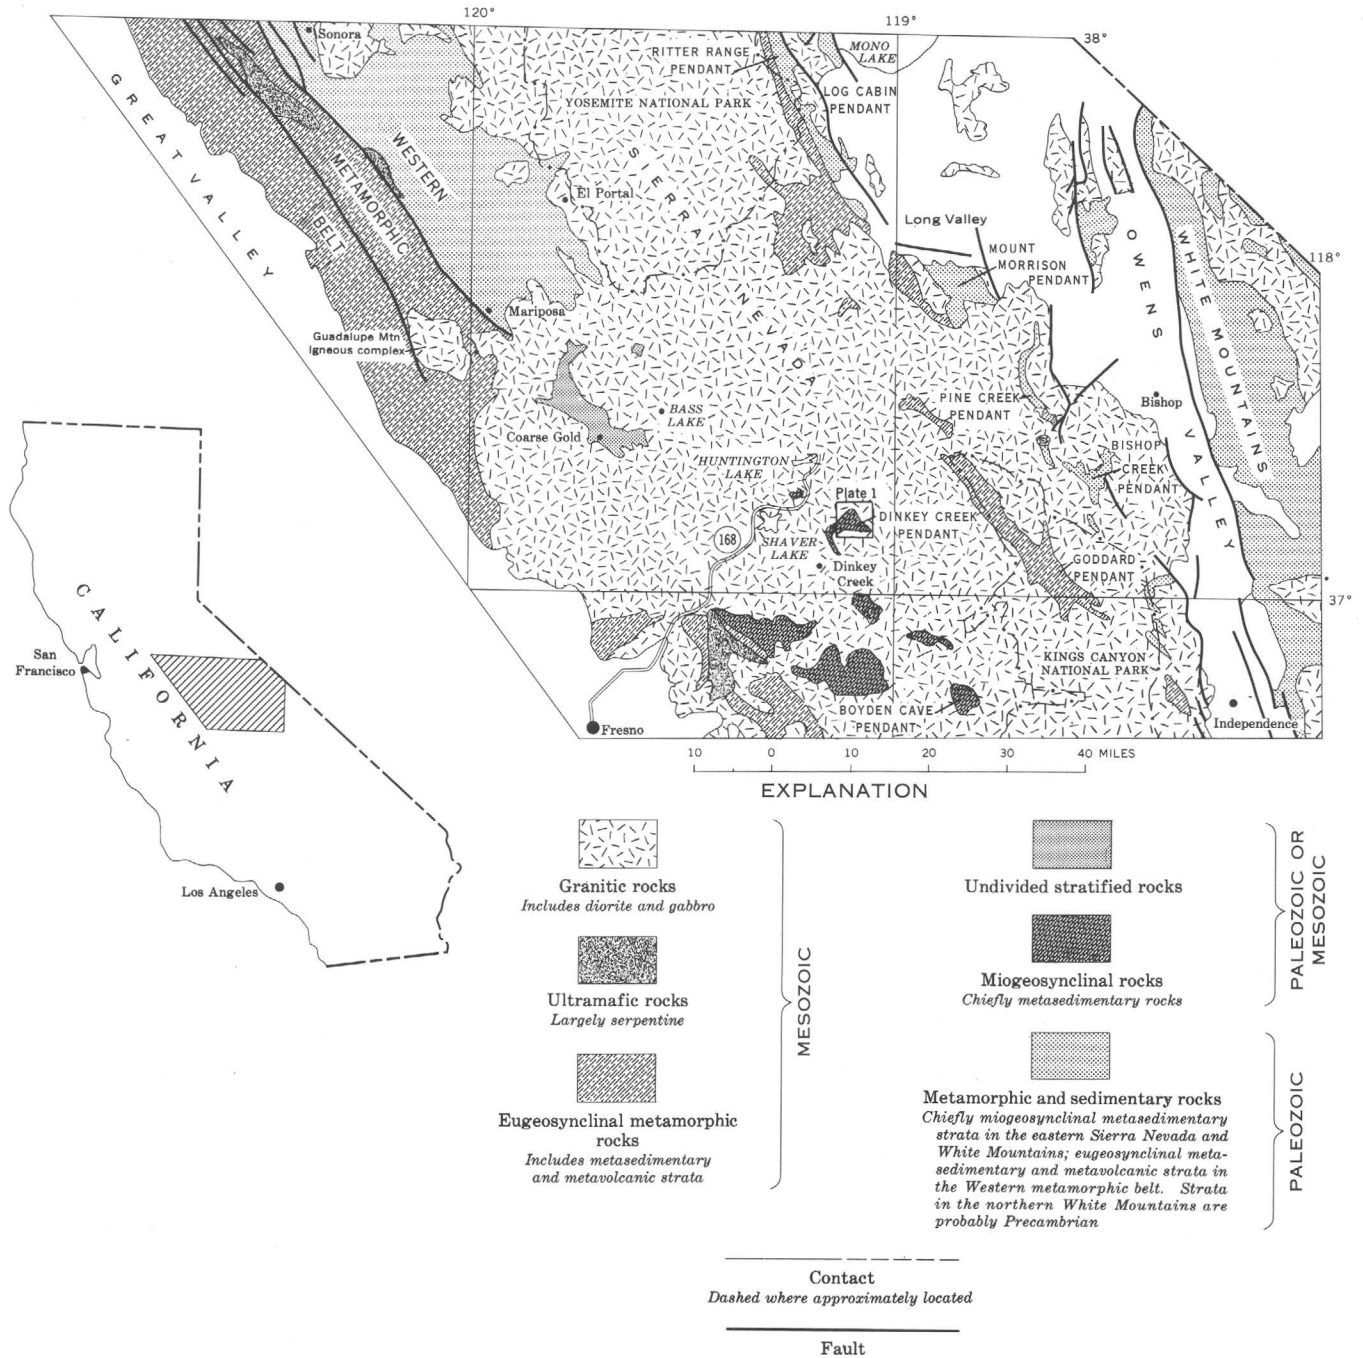 120°
119°
38°
Sonora
RITTER RANGE
PENDANT
MONO
LAKE
LOG CABIN
PENDANT
YOSEMITE NATIONAL PARK
GREAT VALLEY
WESTERN
METAMORPHIC
BELT
SIERRA
NEVADA
El Portal
Long Valley
MOUNT
MORRISON
PENDANT
OWENS
VALLEY
WHITE MOUNTAINS
118°
Mariposa
Guadalupe Mtn
igneous complex
PINE CREEK
PENDANT
Bishop
BASS
LAKE
Coarse Gold
BISHOP
CREEK
PENDANT
HUNTINGTON
LAKE
Plate 1
DINKEY CREEK
PENDANT
168
SHAVER
LAKE
Dinkey
Creek
GODDARD
PENDANT
37°
KINGS CANYON
NATIONAL PARK
BOYDEN CAVE
PENDANT
Independence
Fresno
10 0 10 20 30 40 MILES
CALIFORNIA
San
Francisco
Los Angeles
EXPLANATION
Granitic rocks
Includes diorite and gabbro
Ultramafic rocks
Largely serpentine
Eugeosynclinal metamorphic
rocks
Includes metasedimentary
and metavolcanic strata
MESOZOIC
Undivided stratified rocks
Miogeosynclinal rocks
Chiefly metasedimentary rocks
PALEOZOIC OR
MESOZOIC
Metamorphic and sedimentary rocks
Chiefly miogeosynclinal metasedimentary
strata in the eastern Sierra Nevada and
White Mountains; eugeosynclinal meta-
sedimentary and metavolcanic strata in
the Western metamorphic belt. Strata
in the northern White Mountains are
probably Precambrian
PALEOZOIC
Contact
Dashed where approximately located
Fault